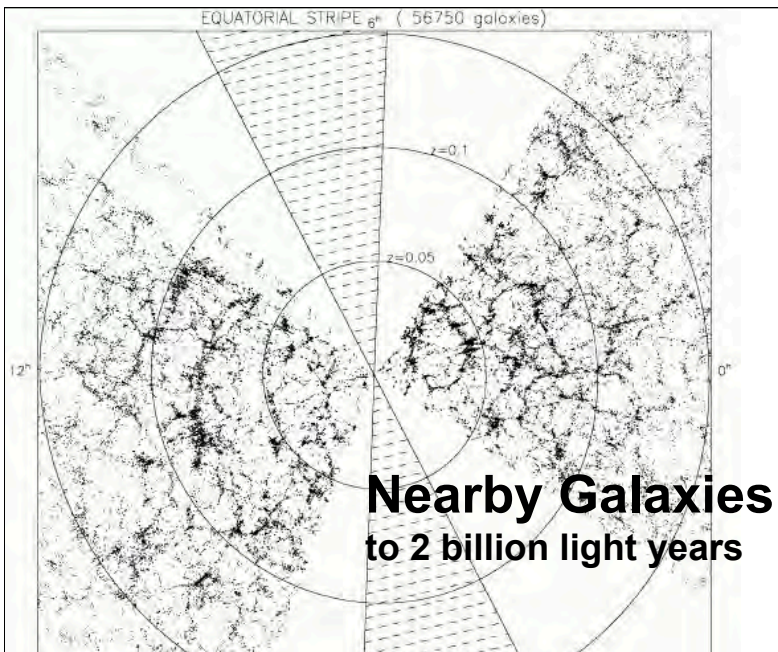 EQUATORIAL STRIPE 6ʰ ( 56750 galaxies)
z=0.1
z=0.05
12ʰ
0ʰ
Nearby Galaxies
to 2 billion light years